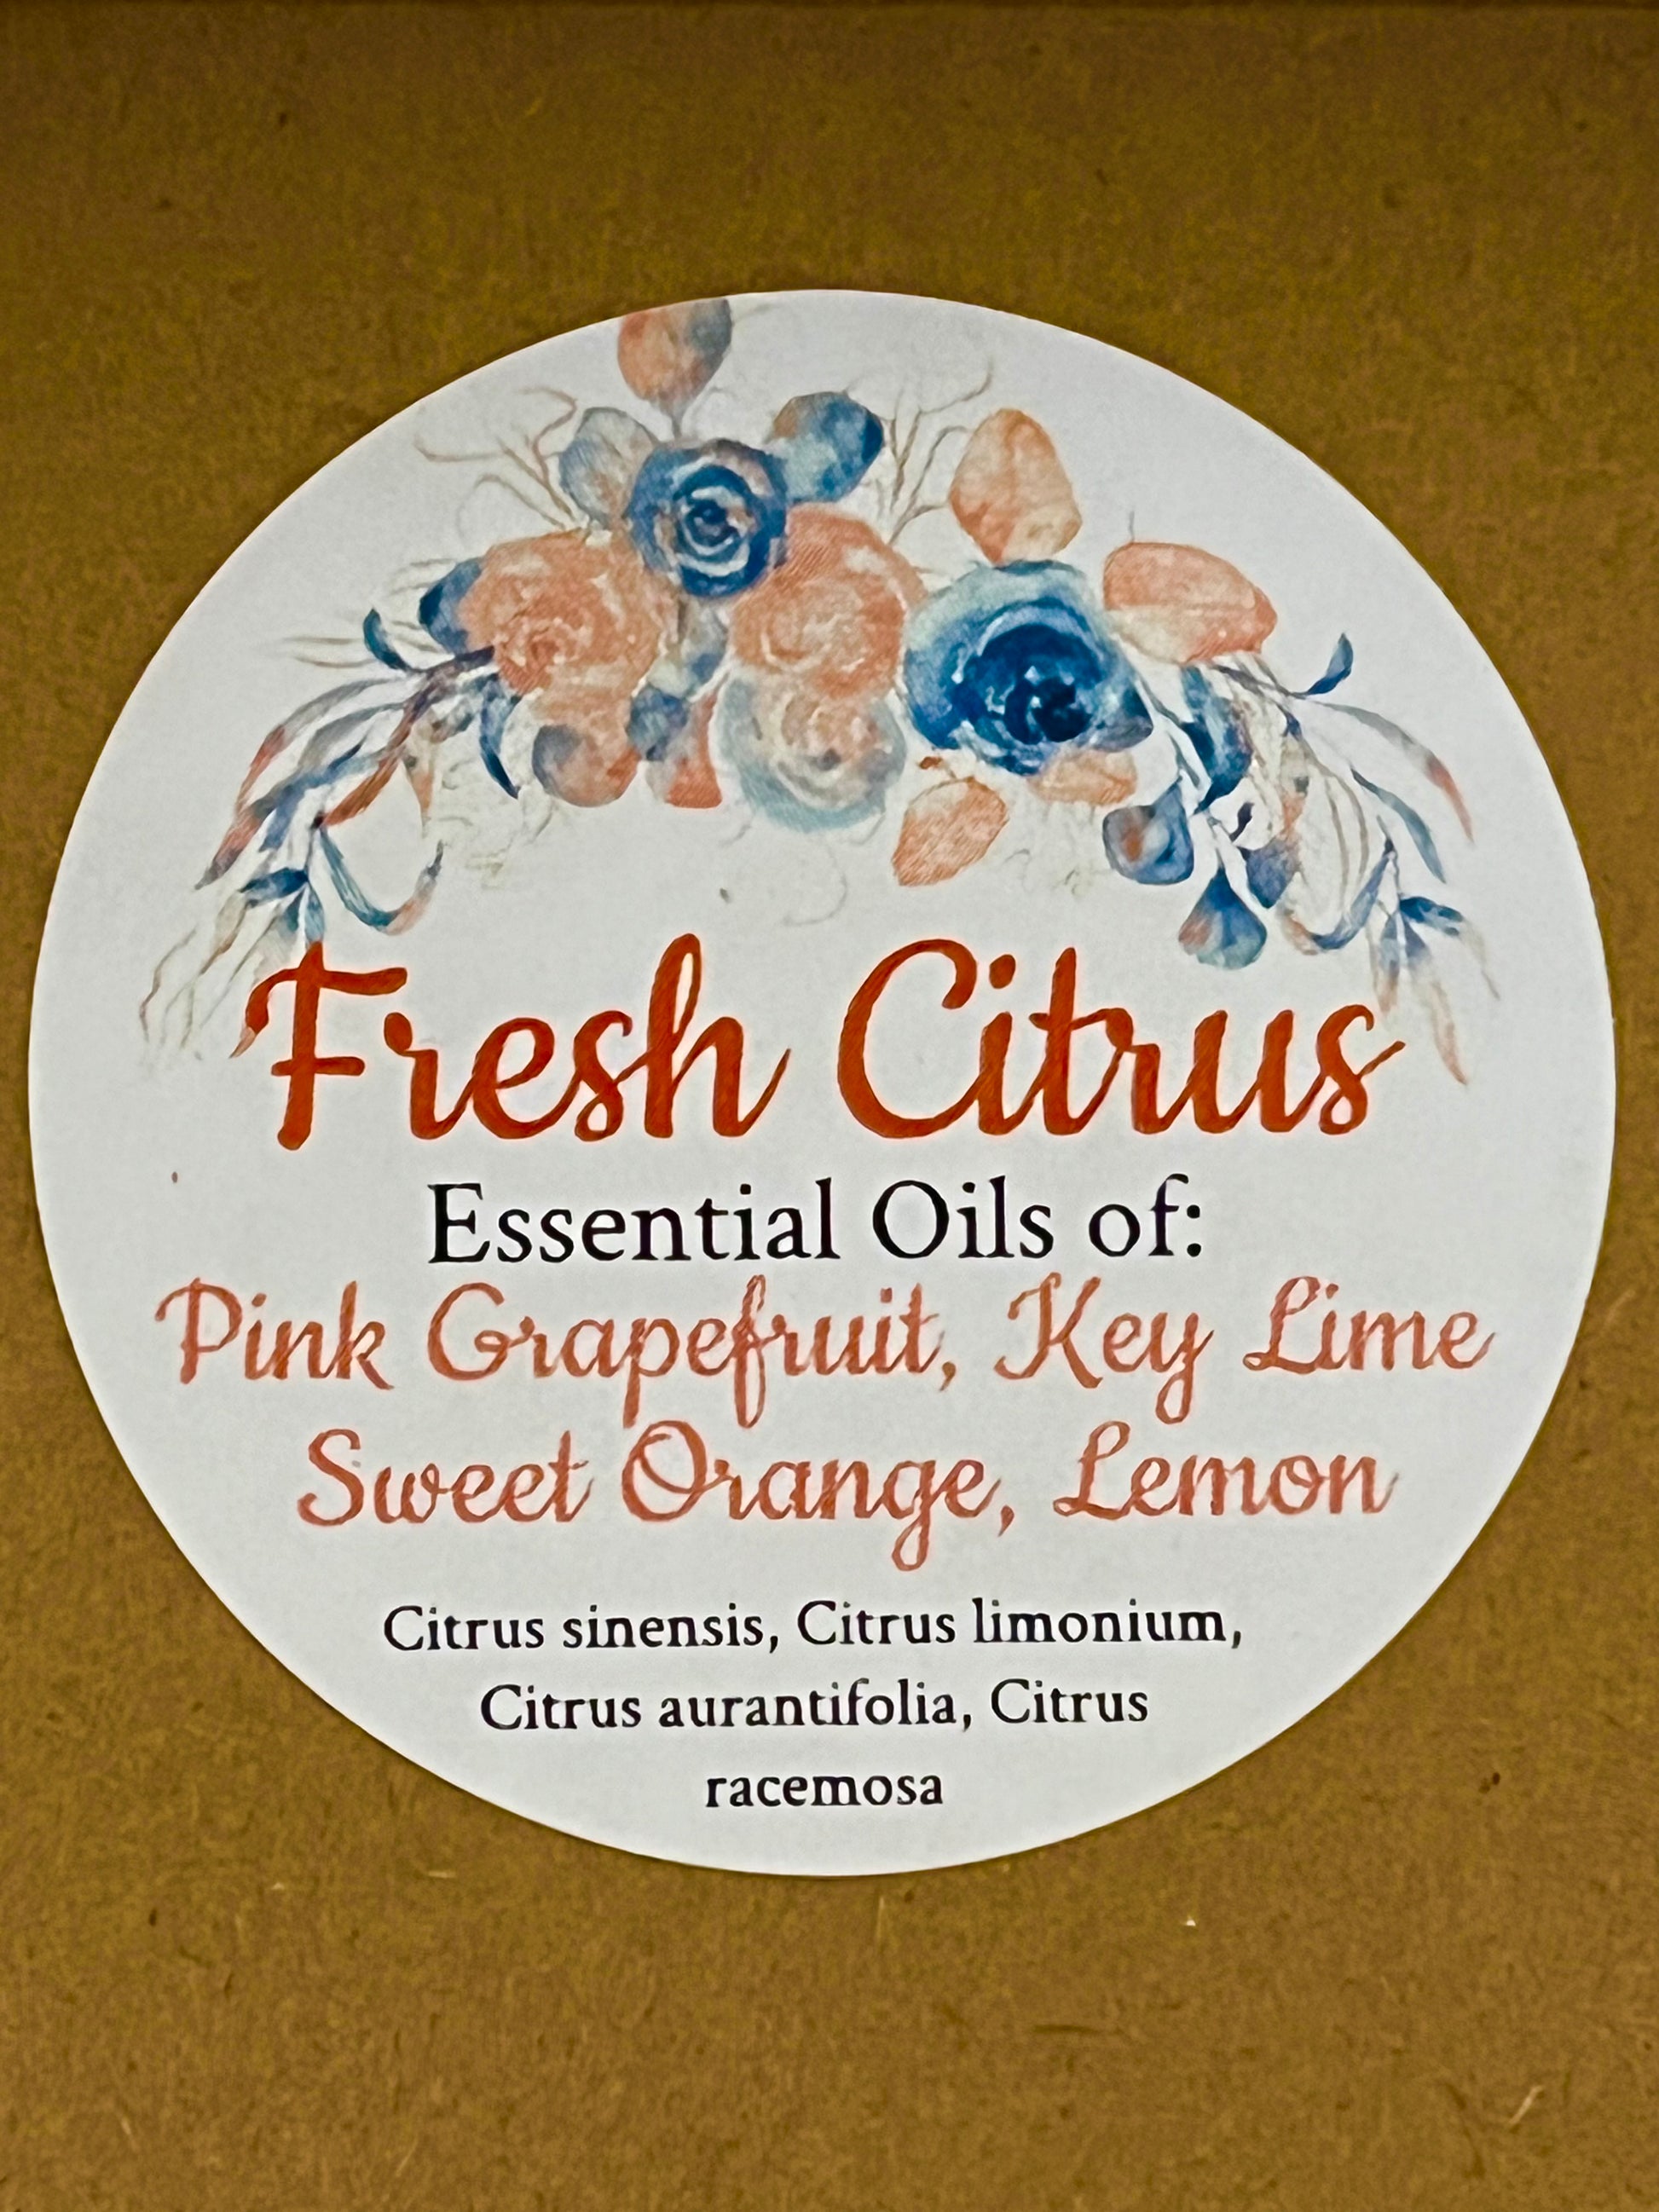 Fresh Citrus
Essential Oils of:
Pink Grapefruit, Key Lime
Sweet Orange, Lemon
Citrus sinensis, Citrus limonium,
Citrus aurantifolia, Citrus
racemosa